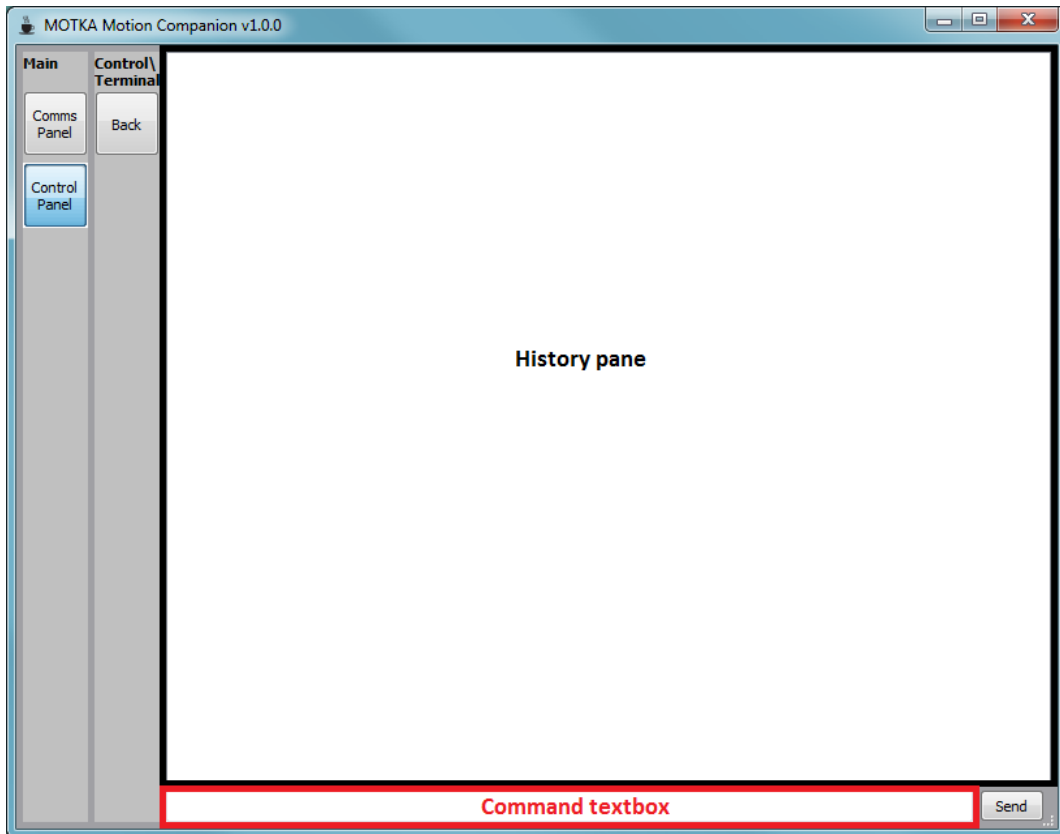 MOTKA Motion Companion v1.0.0
Main
Control\
Terminal
Comms
Panel
Back
Control
Panel
History pane
Command textbox
Send